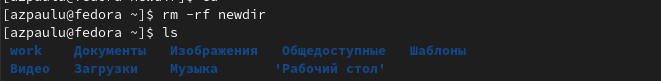 [azpaulu@fedora ~]$ rm -rf newdir
[azpaulu@fedora ~]$ ls
work Документы Изображения Общедоступные Шаблоны
Видео Загрузки Музыка 'Рабочий стол'